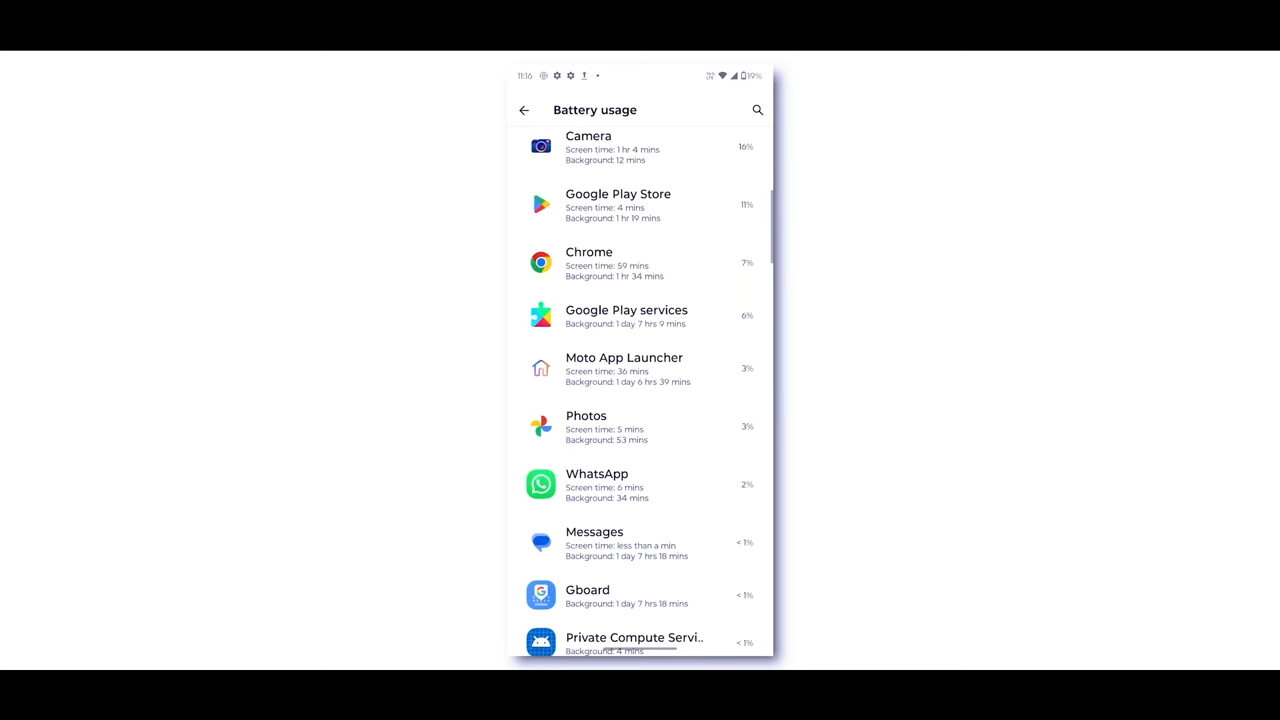 11:16
19%
Battery usage
Camera
Screen time: 1 hr 4 mins
Background: 12 mins
16%
Google Play Store
Screen time: 4 mins
Background: 1 hr 19 mins
11%
Chrome
Screen time: 59 mins
Background: 1 hr 34 mins
7%
Google Play services
Background: 1 day 7 hrs 9 mins
6%
Moto App Launcher
Screen time: 36 mins
Background: 1 day 6 hrs 39 mins
3%
Photos
Screen time: 5 mins
Background: 53 mins
3%
WhatsApp
Screen time: 6 mins
Background: 34 mins
2%
Messages
Screen time: less than a min
Background: 1 day 7 hrs 18 mins
< 1%
Gboard
Background: 1 day 7 hrs 18 mins
< 1%
Private Compute Servi..
Background: 4 mins
< 1%